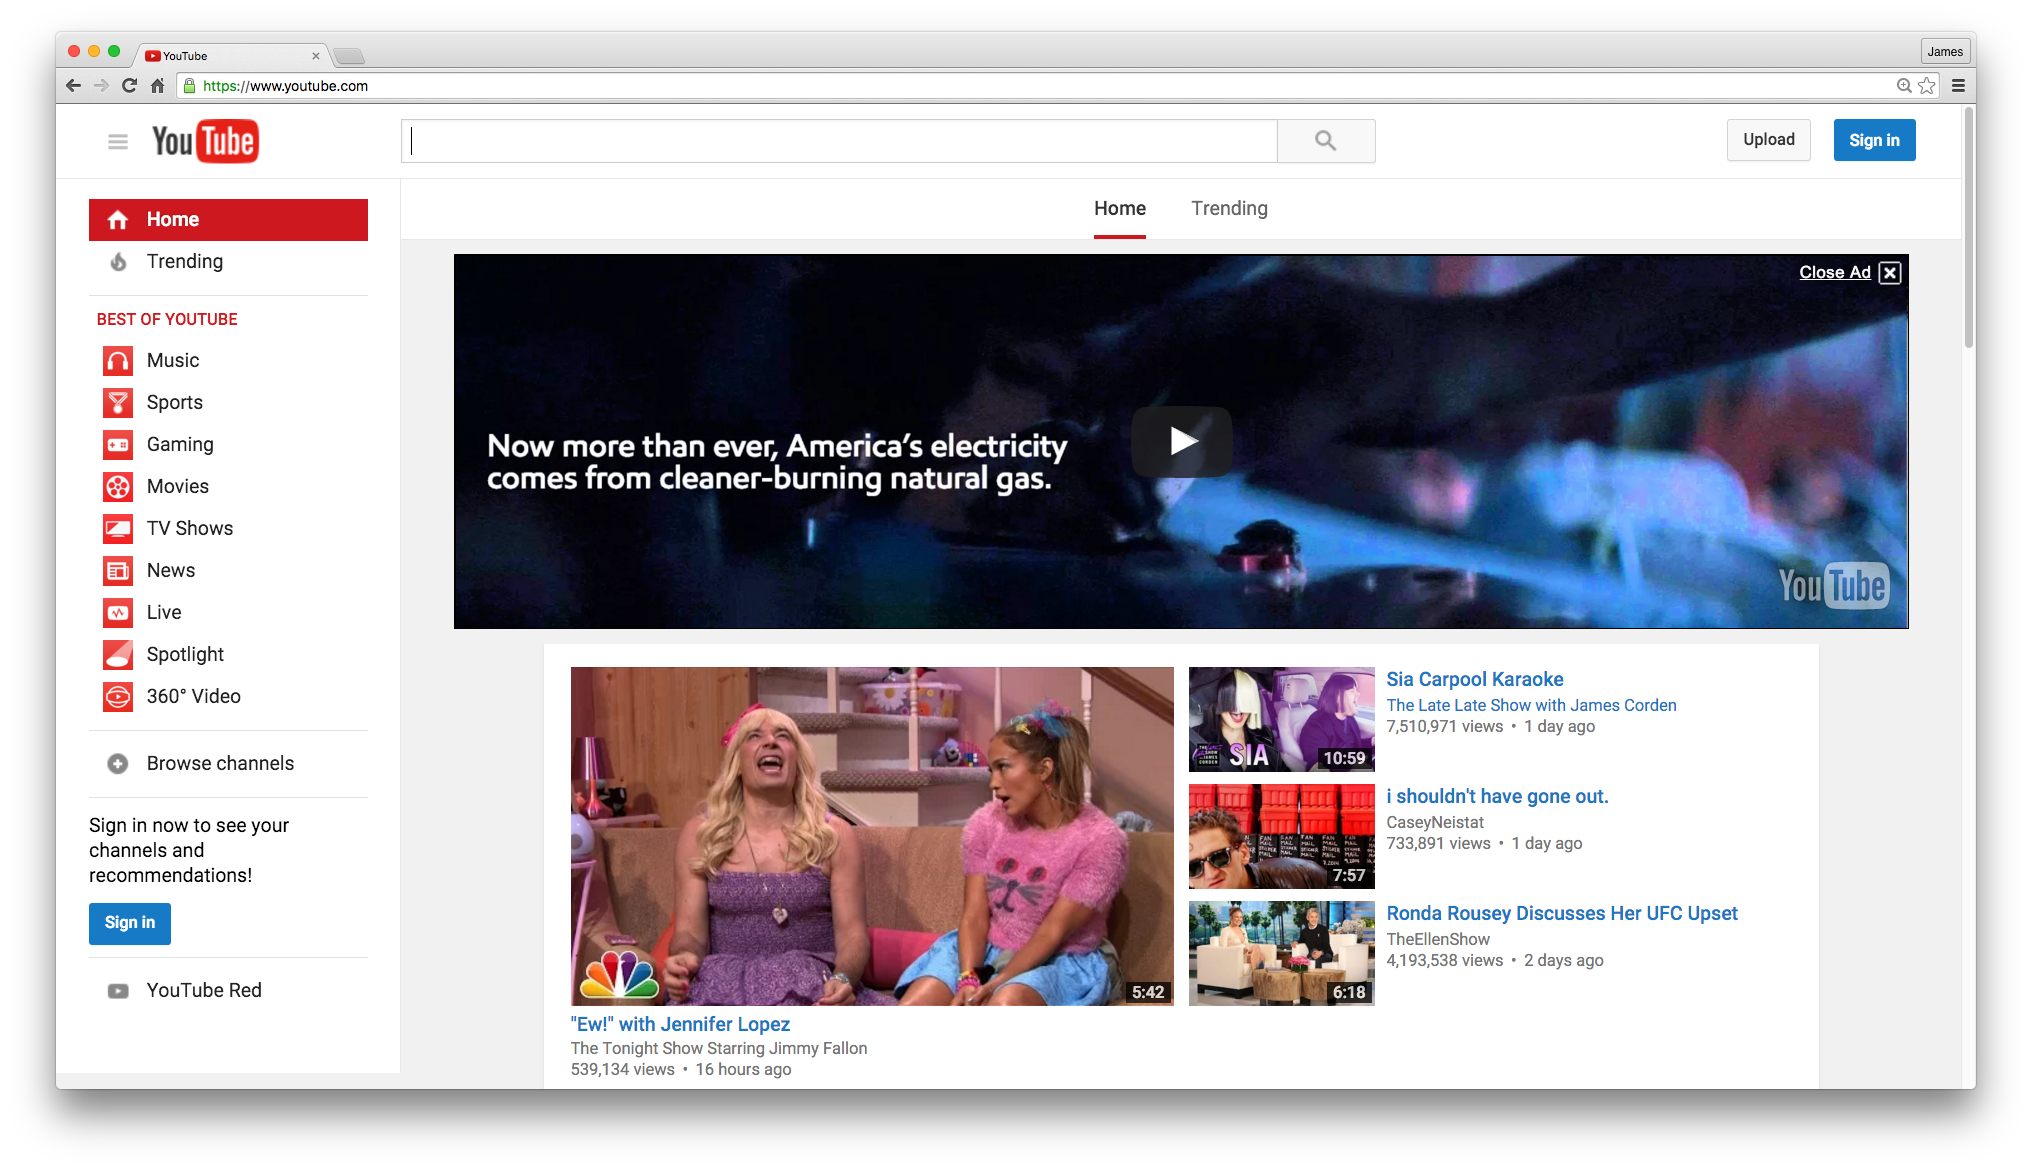 YouTube
James
https://www.youtube.com
YouTube
Upload
Sign in
Home
Trending
BEST OF YOUTUBE
Music
Sports
Gaming
Movies
TV Shows
News
Live
Spotlight
360° Video
Browse channels
Sign in now to see your
channels and
recommendations!
Sign in
YouTube Red
Home
Trending
Close Ad
Now more than ever, America's electricity
comes from cleaner-burning natural gas.
YouTube
5:42
"Ew!" with Jennifer Lopez
The Tonight Show Starring Jimmy Fallon
539,134 views • 16 hours ago
SIA
10:59
Sia Carpool Karaoke
The Late Late Show with James Corden
7,510,971 views • 1 day ago
7:57
i shouldn't have gone out.
CaseyNeistat
733,891 views • 1 day ago
6:18
Ronda Rousey Discusses Her UFC Upset
TheEllenShow
4,193,538 views • 2 days ago